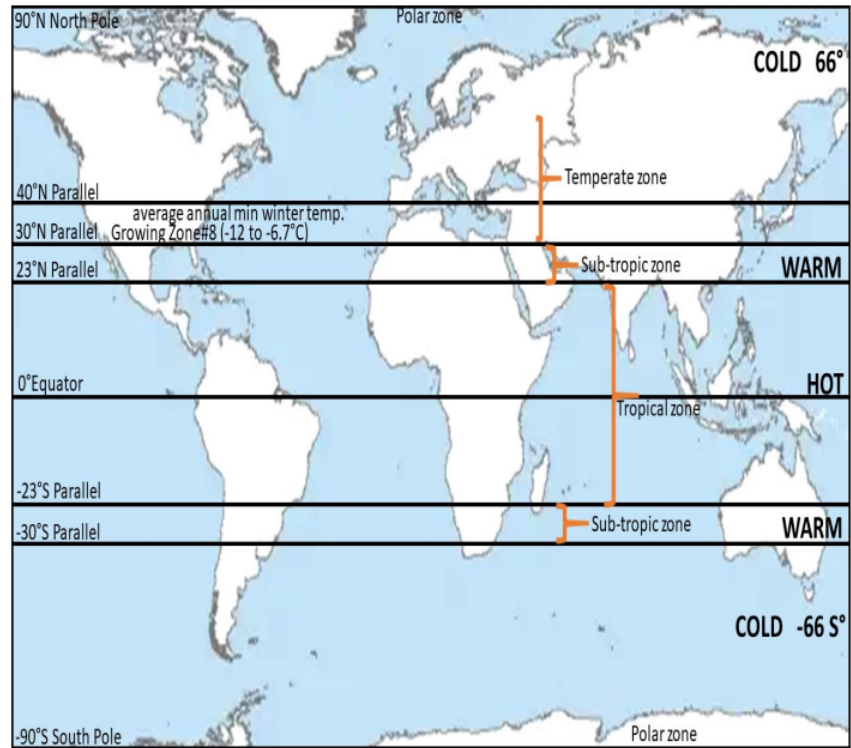 90°N North Pole
Polar zone
COLD 66°
Temperate zone
40°N Parallel
average annual min winter temp.
30°N Parallel Growing Zone#8 (-12 to -6.7°C)
Sub-tropic zone
WARM
23°N Parallel
0°Equator
HOT
Tropical zone
-23°S Parallel
Sub-tropic zone
WARM
-30°S Parallel
COLD -66 S°
-90°S South Pole
Polar zone